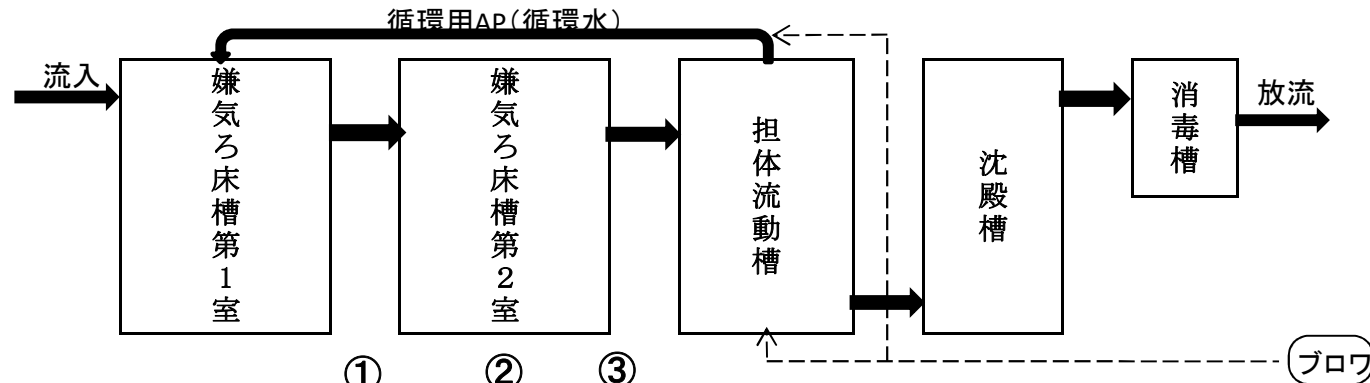 循環用AP(循環水)
流入
嫌気ろ床槽第1室
嫌気ろ床槽第2室
担体流動槽
沈殿槽
消毒槽
放流
ブロワ
①
②
③